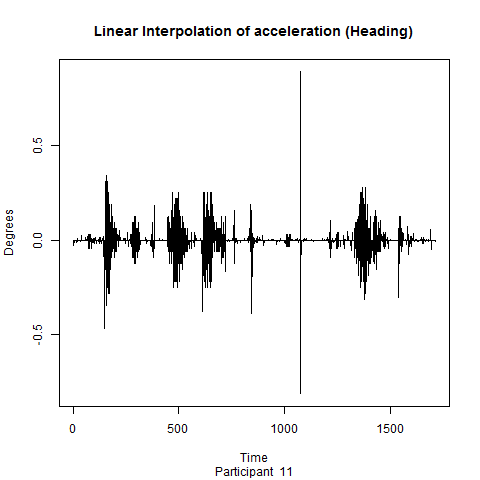 Linear Interpolation of acceleration (Heading)
0.5
0.0
-0.5
Degrees
0 500 1000 1500
Time
Participant 11